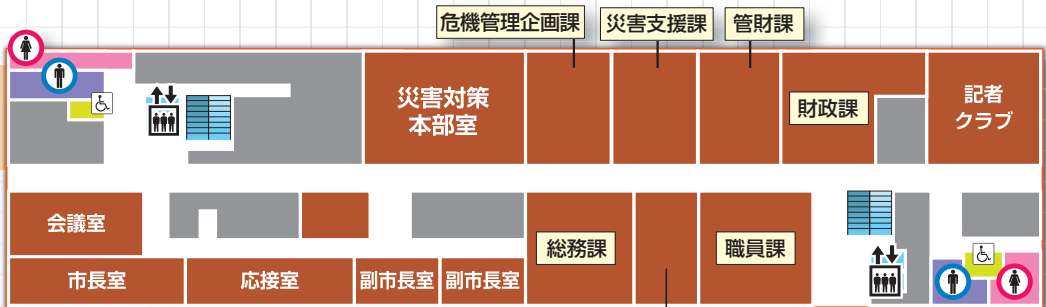 危機管理企画課
災害支援課
管財課
災害対策
本部室
財政課
記者
クラブ
会議室
総務課
職員課
市長室
応接室
副市長室
副市長室